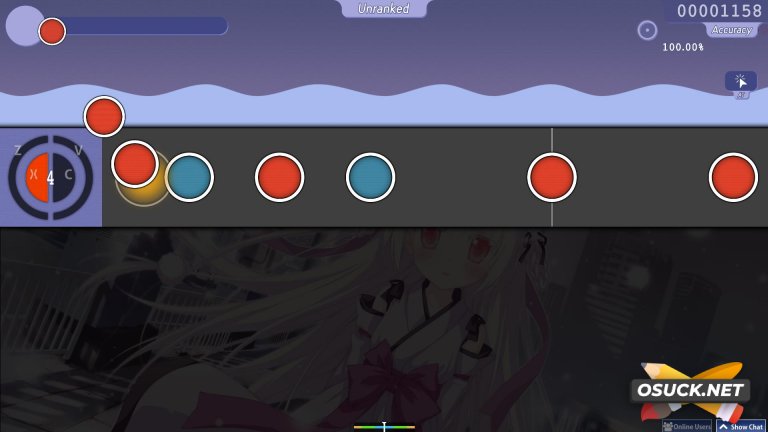 Unranked
00001158
Accuracy
100.00%
Z
V
X
4
C
OSUCK.NET
Online Users
Show Chat